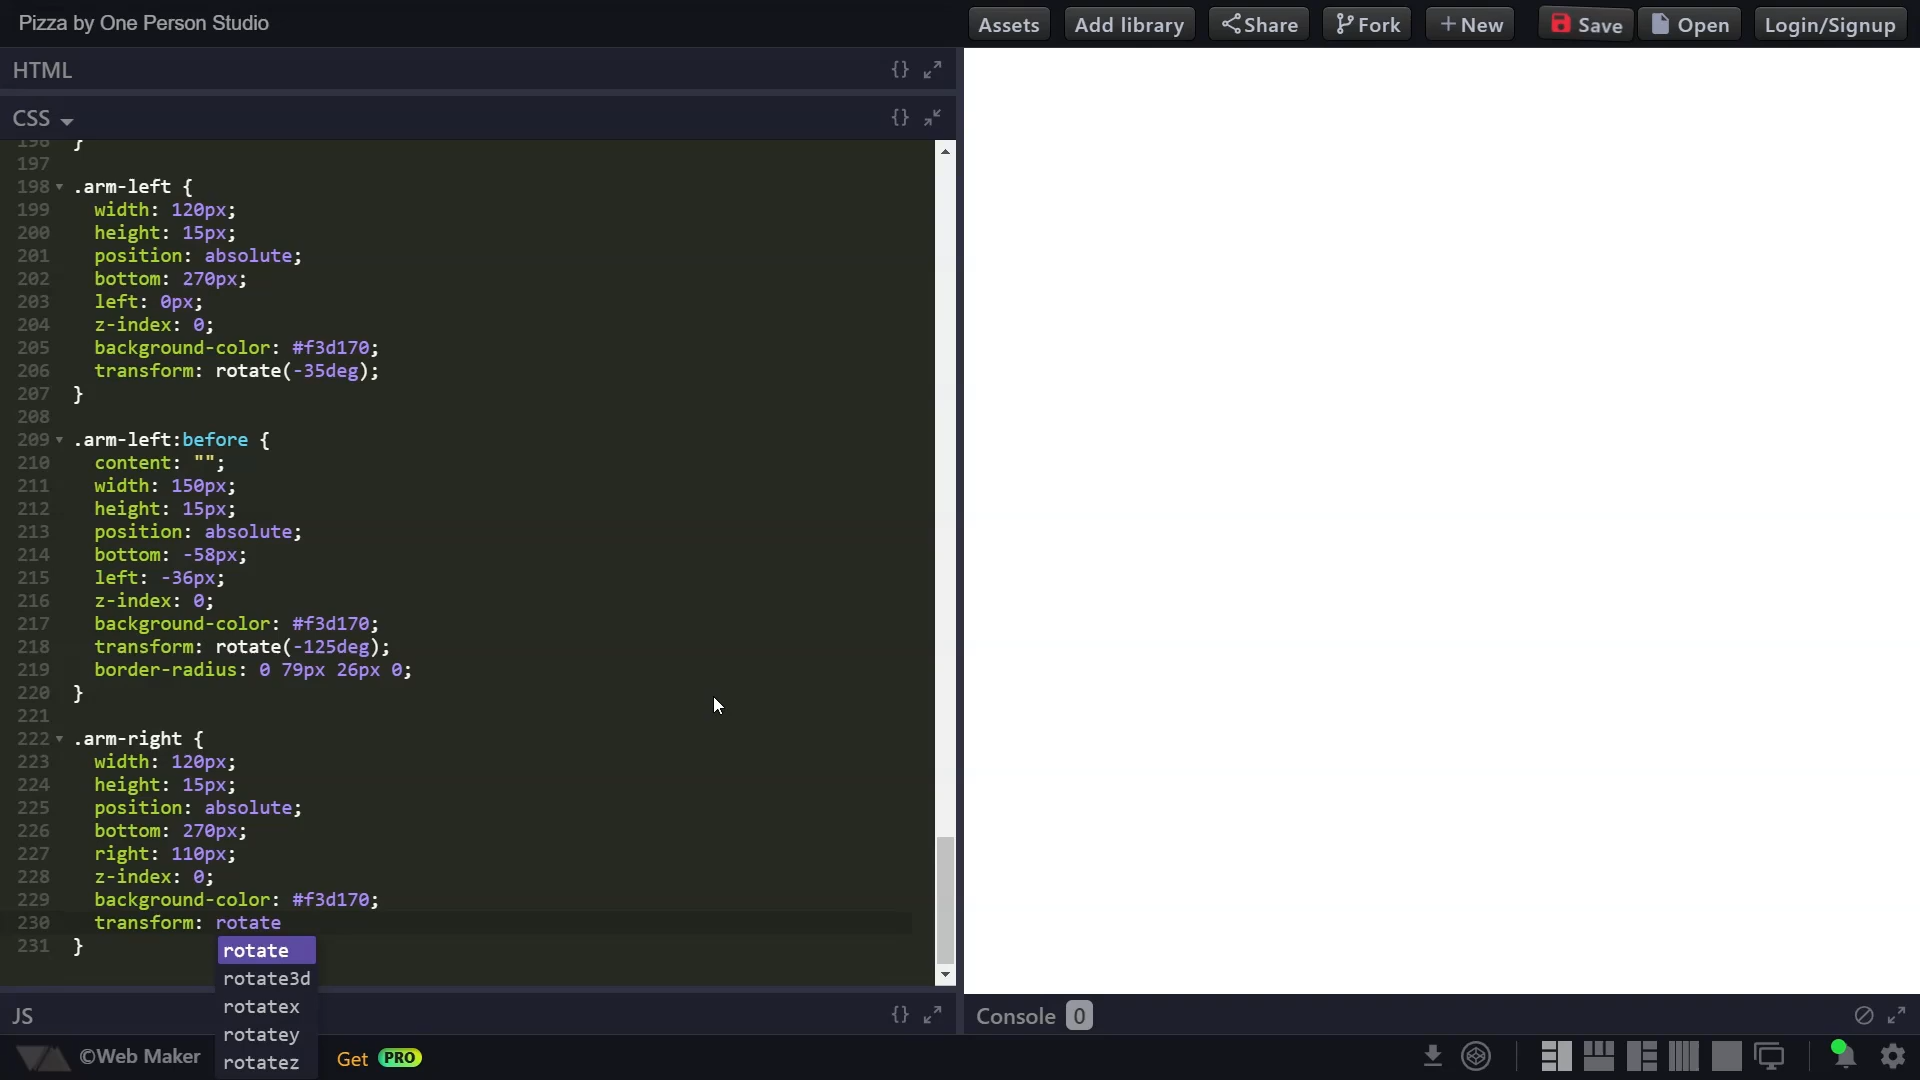 Pizza by One Person Studio
Assets
Add library
Share
Fork
+ New
Save
Open
Login/Signup
HTML
{}
CSS
{}
196 }
197
198 .arm-left {
199 width: 120px;
200 height: 15px;
201 position: absolute;
202 bottom: 270px;
203 left: 0px;
204 z-index: 0;
205 background-color: #f3d170;
206 transform: rotate(-35deg);
207 }
208
209 .arm-left:before {
210 content: "";
211 width: 150px;
212 height: 15px;
213 position: absolute;
214 bottom: -58px;
215 left: -36px;
216 z-index: 0;
217 background-color: #f3d170;
218 transform: rotate(-125deg);
219 border-radius: 0 79px 26px 0;
220 }
221
222 .arm-right {
223 width: 120px;
224 height: 15px;
225 position: absolute;
226 bottom: 270px;
227 right: 110px;
228 z-index: 0;
229 background-color: #f3d170;
230 transform: rotate
231 }
rotate
rotate3d
rotatex
rotatey
rotatez
JS
{}
Console 0
©Web Maker
Get PRO